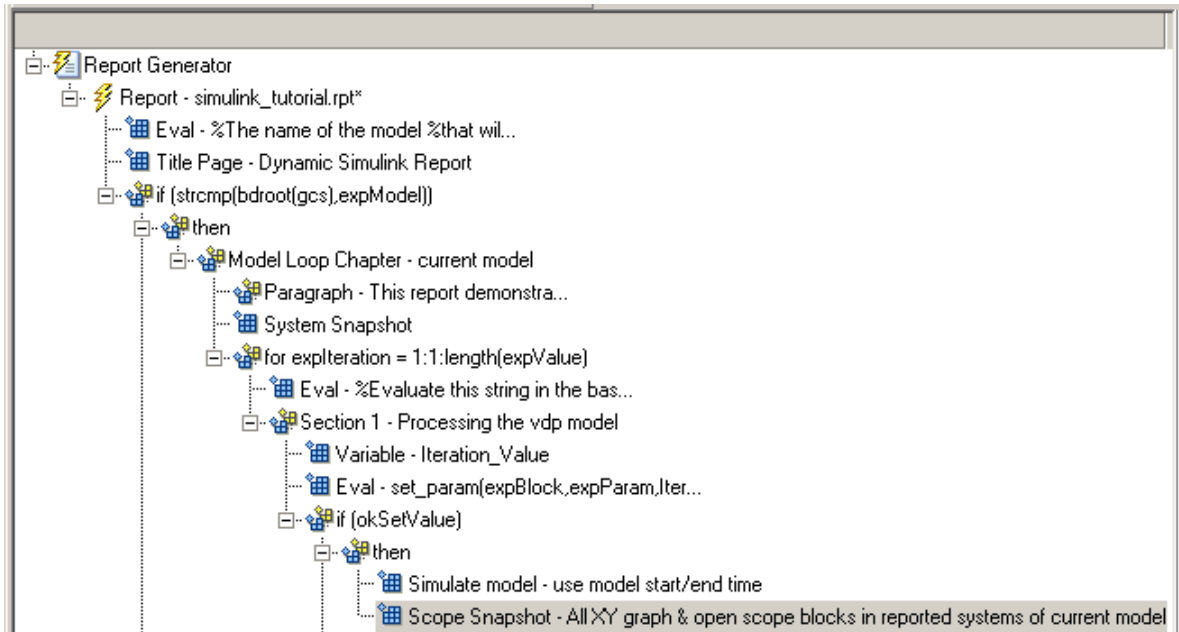 Report Generator
Report - simulink_tutorial.rpt*
Eval - %The name of the model %that wil...
Title Page - Dynamic Simulink Report
if (strcmp(bdroot(gcs),expModel))
then
Model Loop Chapter - current model
Paragraph - This report demonstra...
System Snapshot
for expIteration = 1:1:length(expValue)
Eval - %Evaluate this string in the bas...
Section 1 - Processing the vdp model
Variable - Iteration_Value
Eval - set_param(expBlock,expParam,Iter...
if (okSetValue)
then
Simulate model - use model start/end time
Scope Snapshot - All XY graph & open scope blocks in reported systems of current model